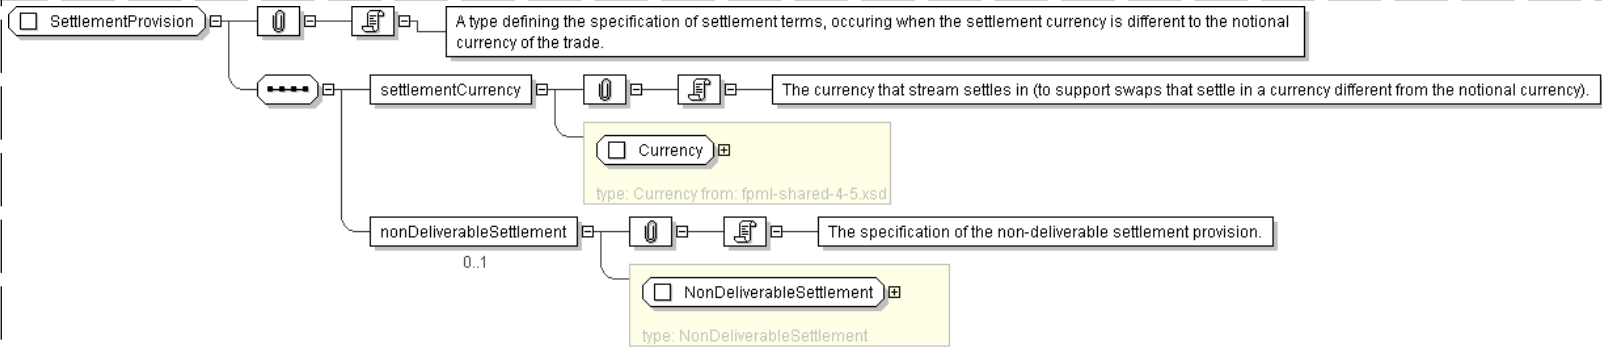 SettlementProvision
A type defining the specification of settlement terms, occuring when the settlement currency is different to the notional
currency of the trade.
settlementCurrency
The currency that stream settles in (to support swaps that settle in a currency different from the notional currency).
Currency
type: Currency from: fpml-shared-4-5.xsd
nonDeliverableSettlement
The specification of the non-deliverable settlement provision.
0..1
NonDeliverableSettlement
type: NonDeliverableSettlement